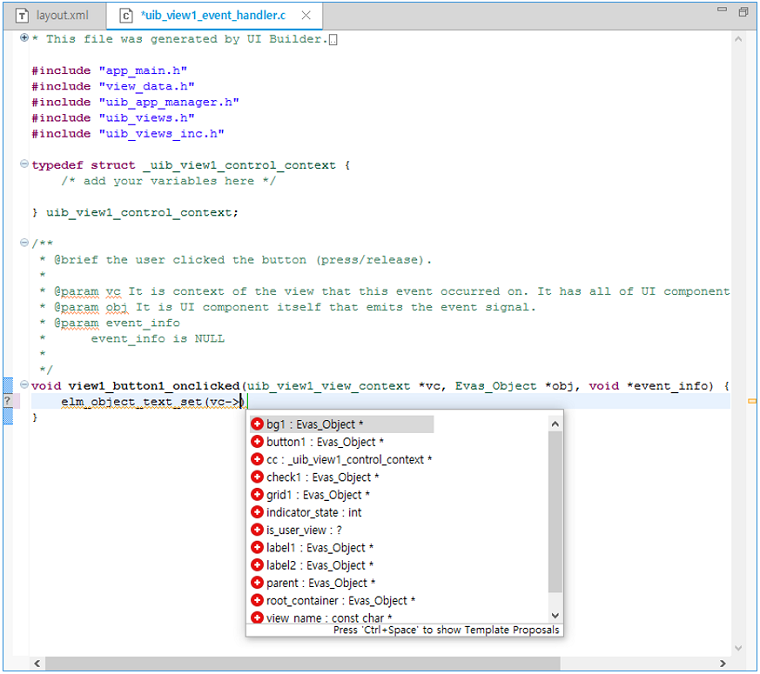 layout.xml *uib_view1_event_handler.c
* This file was generated by UI Builder.
#include "app_main.h"
#include "view_data.h"
#include "uib_app_manager.h"
#include "uib_views.h"
#include "uib_views_inc.h"
typedef struct _uib_view1_control_context {
/* add your variables here */
} uib_view1_control_context;
/**
* @brief the user clicked the button (press/release).
*
* @param vc It is context of the view that this event occurred on. It has all of UI component
* @param obj It is UI component itself that emits the event signal.
* @param event_info
* event_info is NULL
*
*/
void view1_button1_onclicked(uib_view1_view_context *vc, Evas_Object *obj, void *event_info) {
elm_object_text_set(vc->)
}
bg1 : Evas_Object *
button1 : Evas_Object *
cc : _uib_view1_control_context *
check1 : Evas_Object *
grid1 : Evas_Object *
indicator_state : int
is_user_view : ?
label1 : Evas_Object *
label2 : Evas_Object *
parent : Evas_Object *
root_container : Evas_Object *
view_name : const char *
Press 'Ctrl+Space' to show Template Proposals